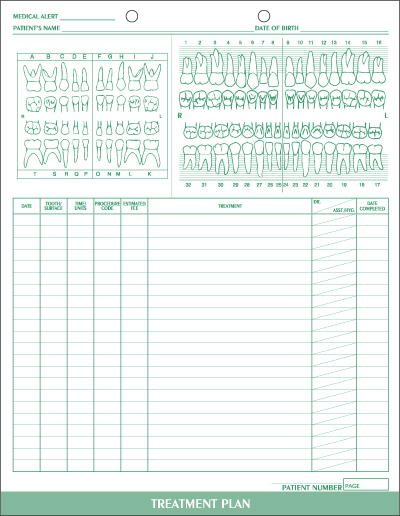 MEDICAL ALERT
PATIENT'S NAME DATE OF BIRTH
A B C D E F G H I J
1 2 3 4 5 6 7 8 9 10 11 12 13 14 15 16
R L
R L
T S R Q P O N M L K
32 31 30 29 28 27 26 25 24 23 22 21 20 19 18 17
DATE TOOTH/ SURFACE TIME/ UNITS PROCEDURE CODE ESTIMATED FEE TREATMENT DR. ASST./HYG. DATE COMPLETED
PATIENT NUMBER PAGE
TREATMENT PLAN